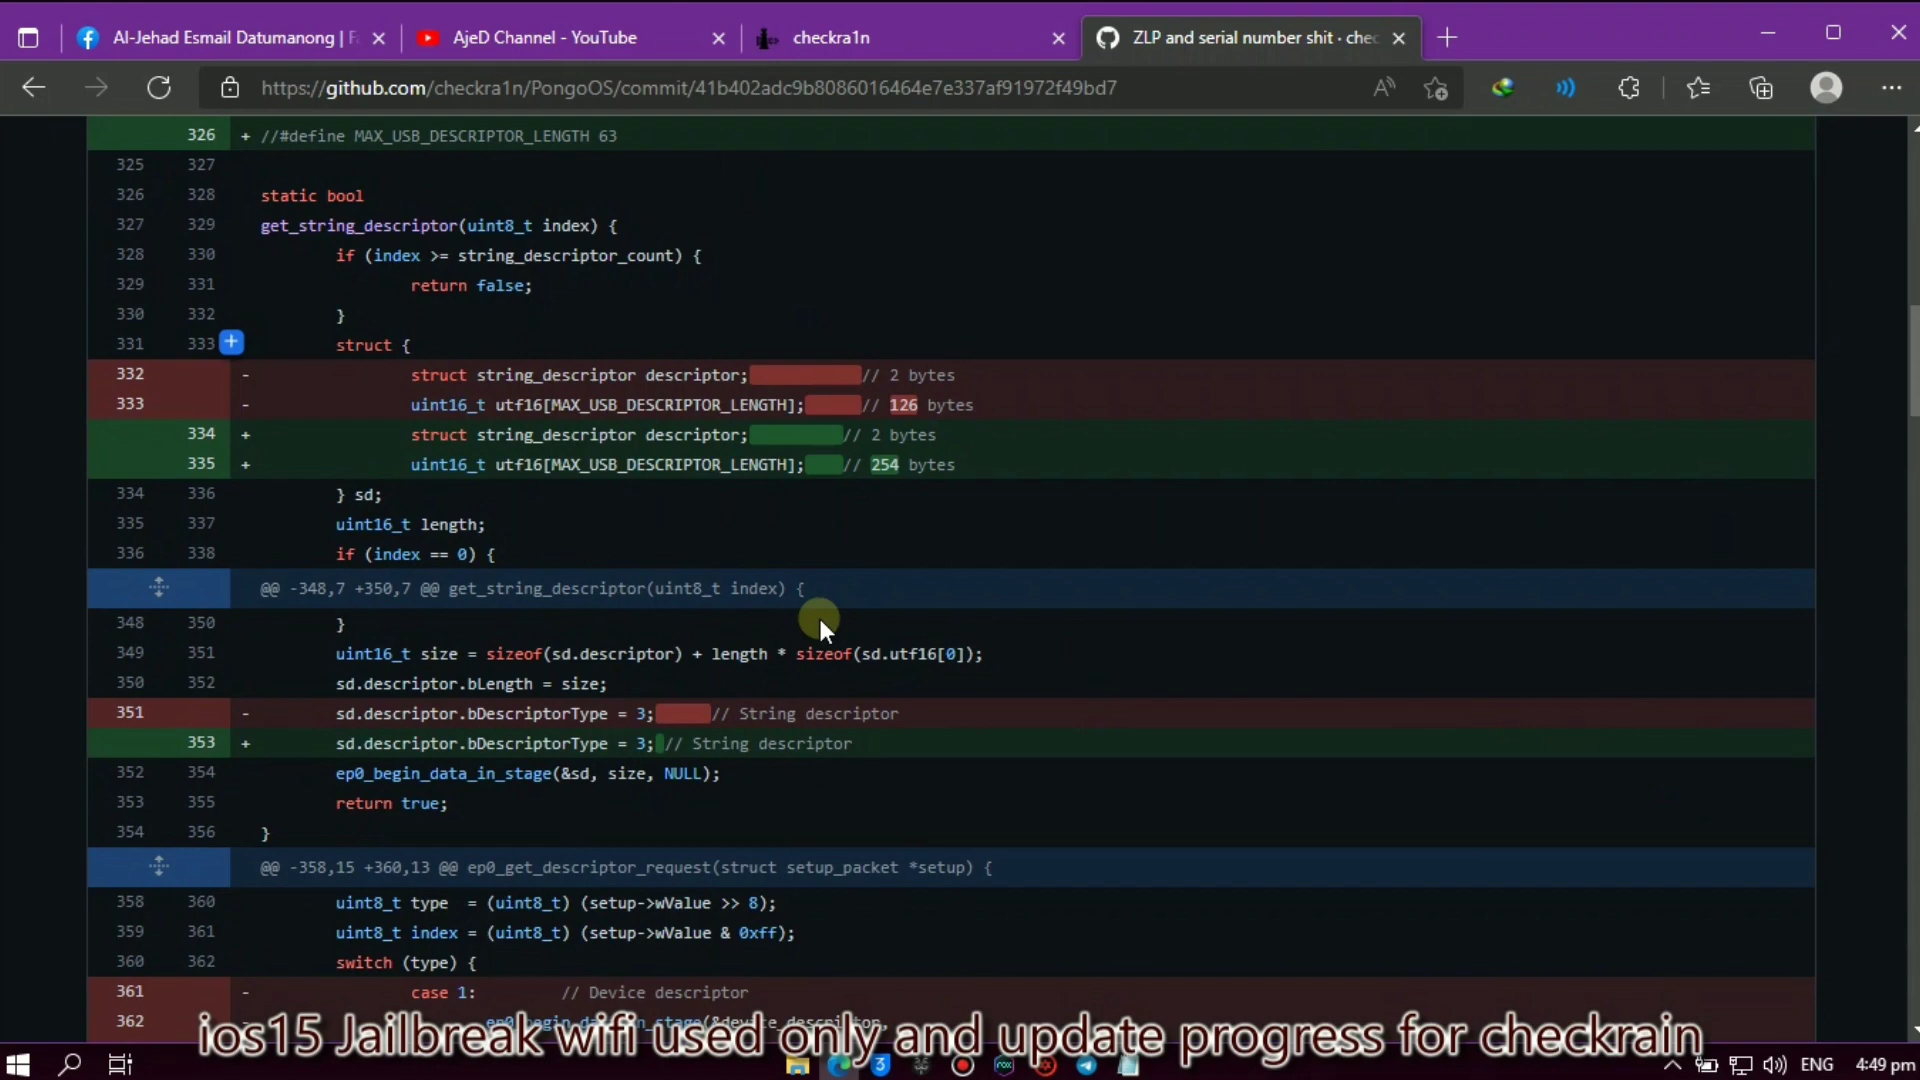 Al-Jehad Esmail Datumanong | Fa
AjeD Channel - YouTube
checkra1n
ZLP and serial number shit · chec
https://github.com/checkra1n/PongoOS/commit/41b402adc9b8086016464e7e337af91972f49bd7
326 + //#define MAX_USB_DESCRIPTOR_LENGTH 63
325 327
326 328 static bool
327 329 get_string_descriptor(uint8_t index) {
328 330 if (index >= string_descriptor_count) {
329 331 return false;
330 332 }
331 333 + struct {
332 - struct string_descriptor descriptor; // 2 bytes
333 - uint16_t utf16[MAX_USB_DESCRIPTOR_LENGTH]; // 126 bytes
334 + struct string_descriptor descriptor; // 2 bytes
335 + uint16_t utf16[MAX_USB_DESCRIPTOR_LENGTH]; // 254 bytes
334 336 } sd;
335 337 uint16_t length;
336 338 if (index == 0) {
@@ -348,7 +350,7 @@ get_string_descriptor(uint8_t index) {
348 350 }
349 351 uint16_t size = sizeof(sd.descriptor) + length * sizeof(sd.utf16[0]);
350 352 sd.descriptor.bLength = size;
351 - sd.descriptor.bDescriptorType = 3; // String descriptor
353 + sd.descriptor.bDescriptorType = 3; // String descriptor
352 354 ep0_begin_data_in_stage(&sd, size, NULL);
353 355 return true;
354 356 }
@@ -358,15 +360,13 @@ ep0_get_descriptor_request(struct setup_packet *setup) {
358 360 uint8_t type = (uint8_t) (setup->wValue >> 8);
359 361 uint8_t index = (uint8_t) (setup->wValue & 0xff);
360 362 switch (type) {
361 - case 1: // Device descriptor
362 - ep0_begin_data_in_stage(&device_descriptor,
ios15 Jailbreak wifi used only and update progress for checkrain
ENG 4:49 pm